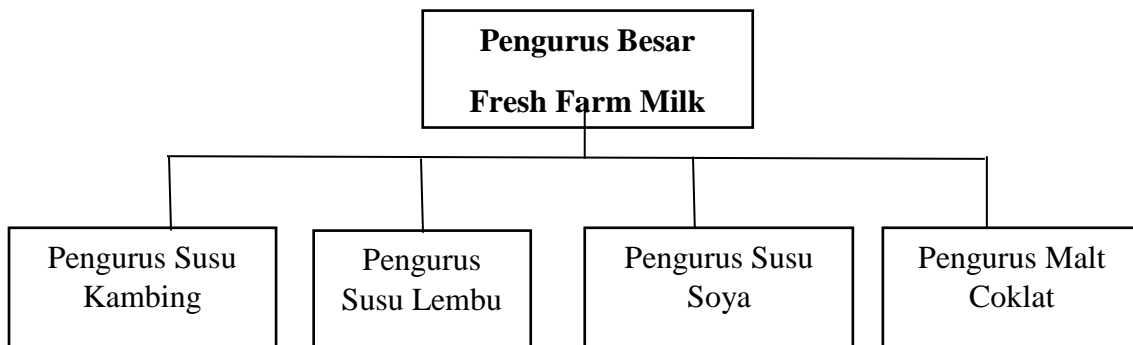 Pengurus Besar
Fresh Farm Milk
Pengurus Susu
Kambing
Pengurus
Susu Lembu
Pengurus Susu
Soya
Pengurus Malt
Coklat